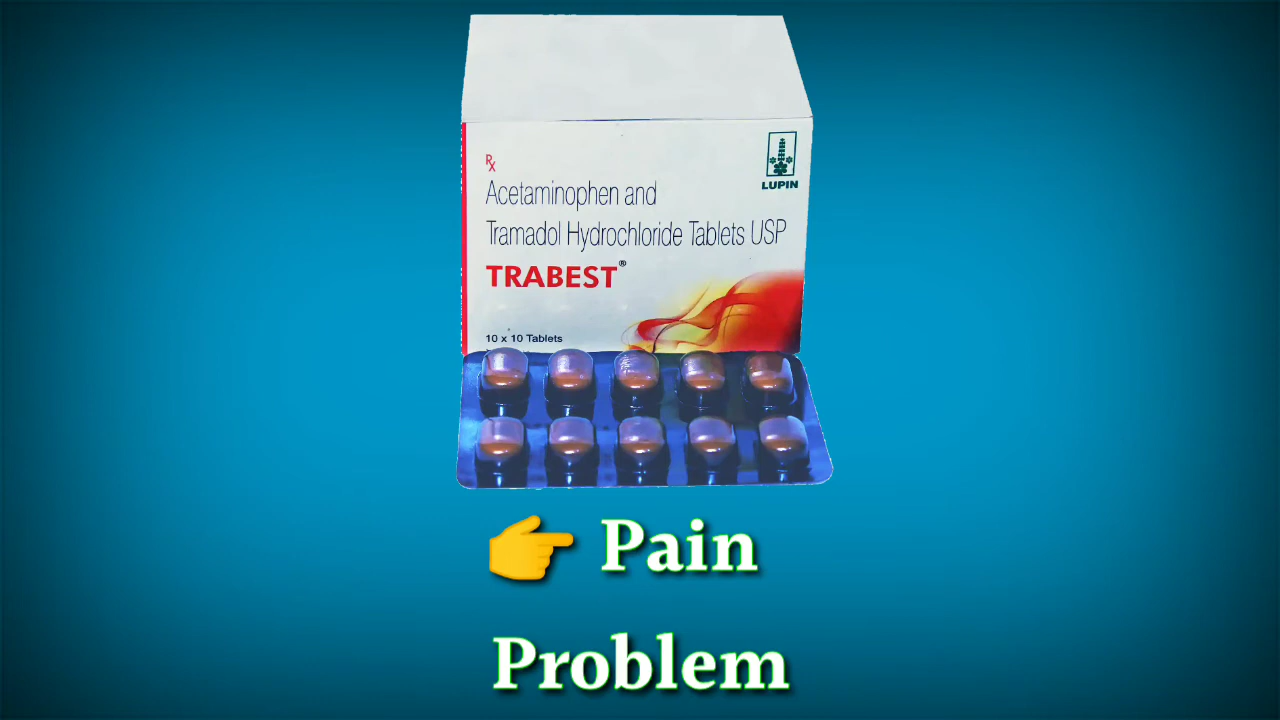 Rx
LUPIN
Acetaminophen and
Tramadol Hydrochloride Tablets USP
TRABEST®
10 x 10 Tablets
👉 Pain
Problem